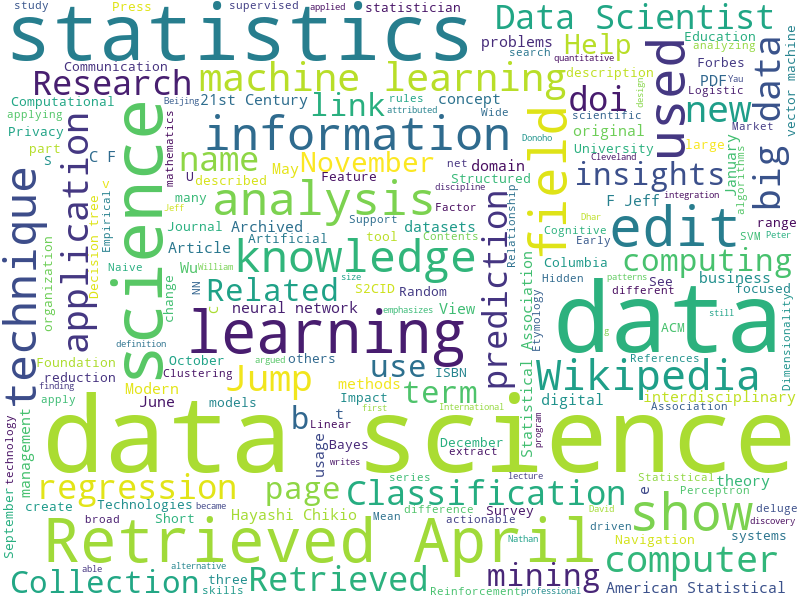 study
Press
supervised
applied
statistician
Data Scientist
statistics
problems
Help
Education
analyzing
search
quantitative
Communication
Research
machine learning
description
Forbes
PDF
Yau
Logistic
vector machine
Computational
21st Century
link
rules
concept
Wide
doi
design
used
new
big data
applying
Beijing
attributed
scientific
Market
Privacy
mathematics
information
Donoho
original
University
large
part
science
application
S
C F
name
November
net
domain
field
Cleveland
January
algorithms
U
May
Feature
Structured
insights
integration
described
discipline
many
analysis
Factor
prediction
Relationship
F Jeff
range
Empirical
Decision tree
Jeff
Journal
Archived
Support
datasets
edit
technique
Wu
Article
Artificial
tool
Contents
Dhar
Cognitive
SVM
Peter
Naive
William
knowledge
Early
computing
organization
change
NN
C
Related
size
S2CID
Random
View
Etymology
Columbia
Hidden
See
different
business
focused
patterns
neural network
emphasizes
data
still
Dimensionality
definition
learning
ACM
g
October
argued
others
use
ISBN
Statistical Association
References
Foundation
reduction
Clustering
Modern
Jump
methods
Wikipedia
finding
apply
June
models
Impact
term
digital
interdisciplinary
Association
b
Linear
t
first
International
program
data science
technology
management
usage
Bayes
writes
December
extract
lecture
Statistical
theory
regression
page
series
Classification
Perceptron
e
September
create
Technologies
became
difference
Survey
David
show
deluge
broad
Short
Hayashi Chikio
Mean
actionable
driven
discovery
Retrieved April
Nathan
Navigation
systems
alternative
able
mining
computer
Collection
three
skills
Retrieved
Reinforcement
professional
American Statistical